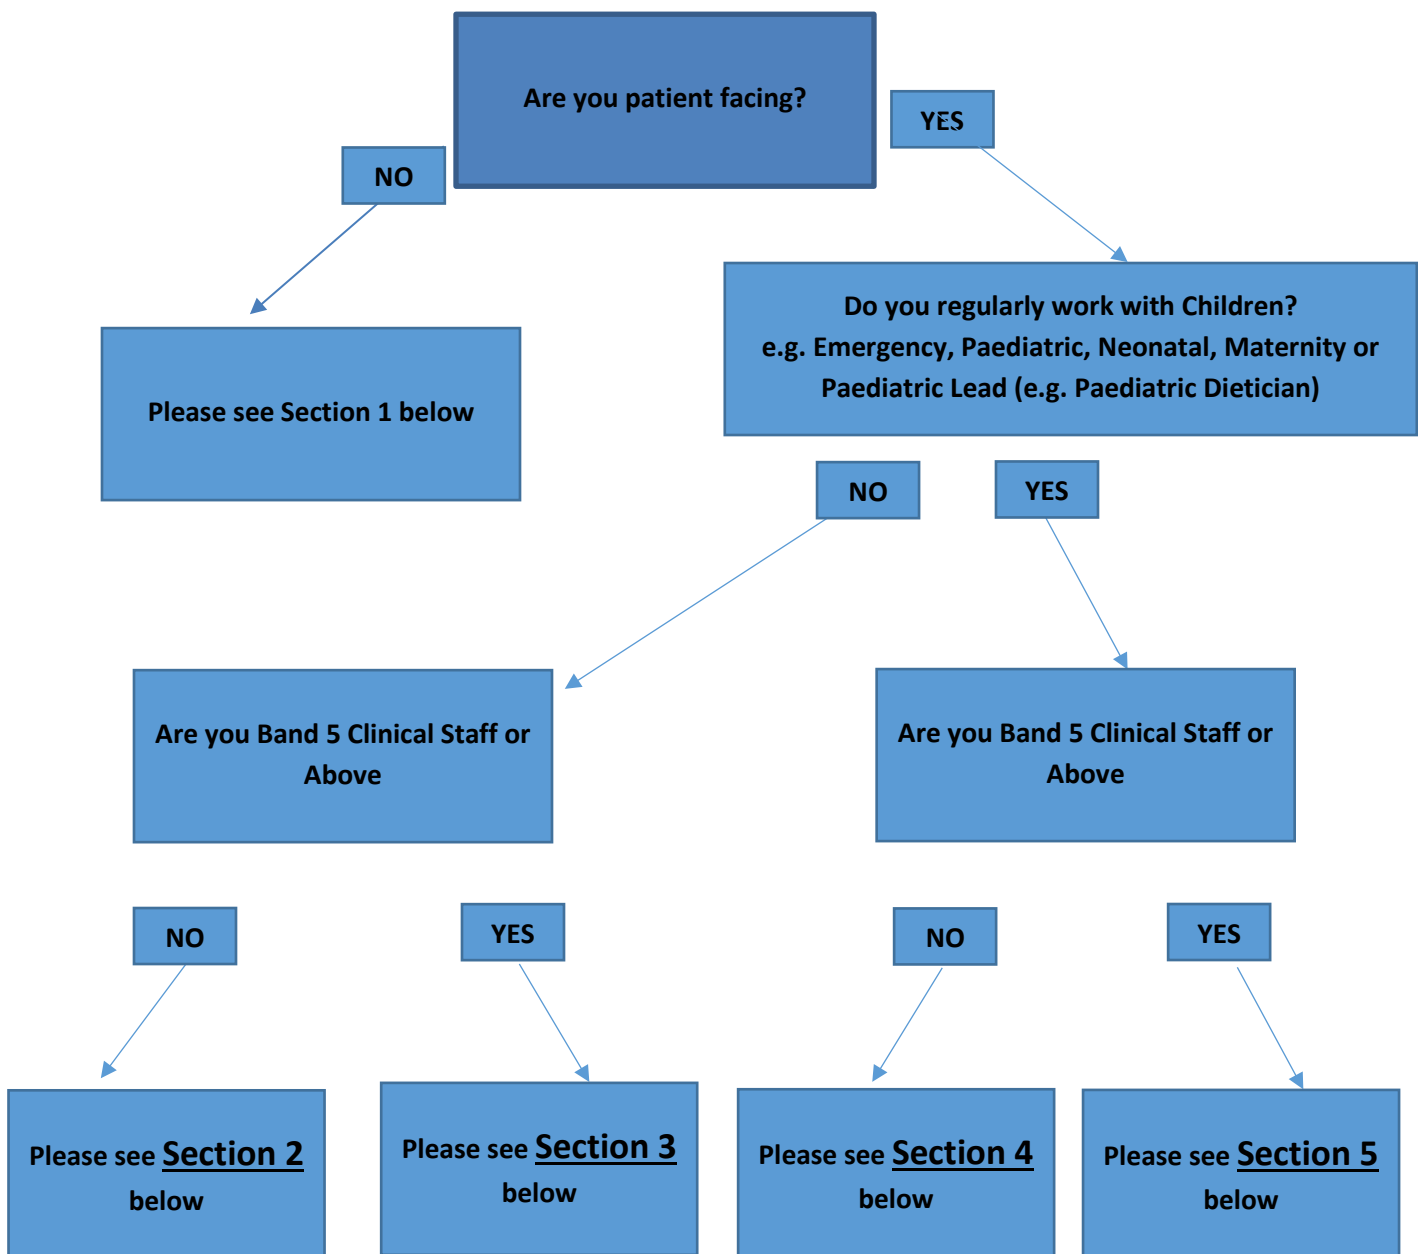 Are you patient facing?
YES
NO
Do you regularly work with Children?
e.g. Emergency, Paediatric, Neonatal, Maternity or
Paediatric Lead (e.g. Paediatric Dietician)
Please see Section 1 below
NO
YES
Are you Band 5 Clinical Staff or
Above
Are you Band 5 Clinical Staff or
Above
NO
YES
NO
YES
Please see Section 2
below
Please see Section 3
below
Please see Section 4
below
Please see Section 5
below